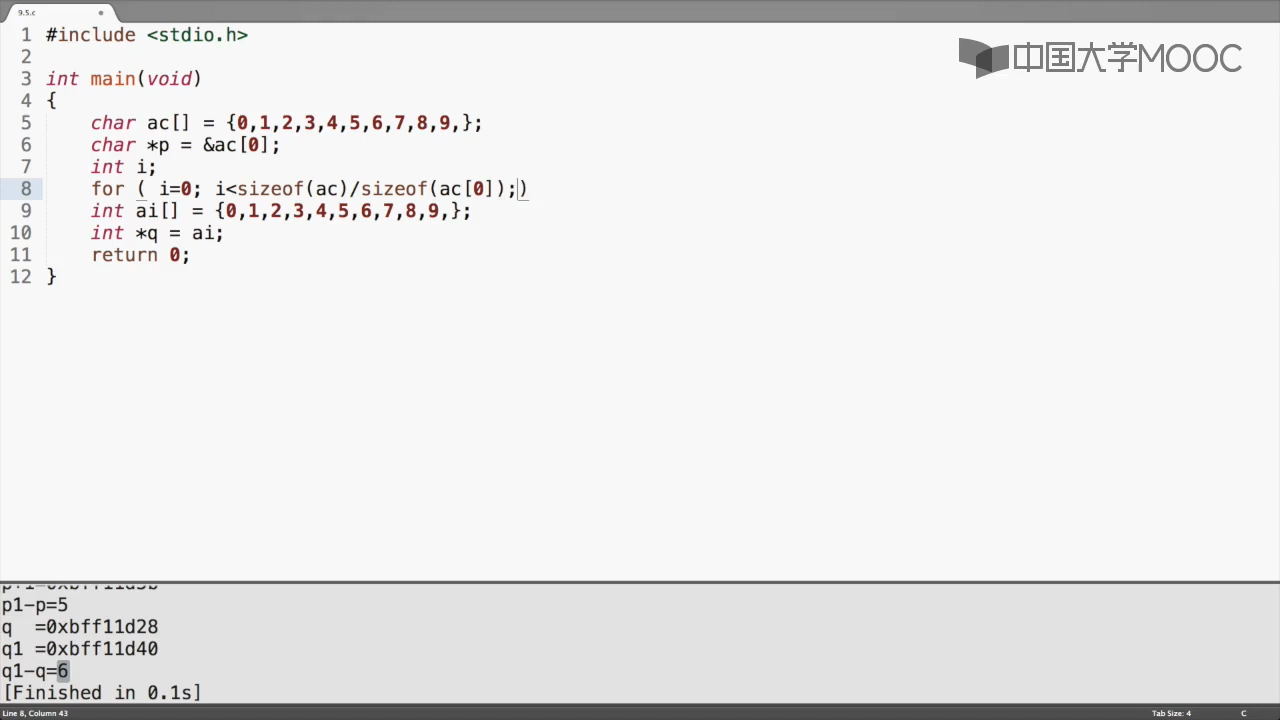 9.5.c
中国大学MOOC
1 #include <stdio.h>
2
3 int main(void)
4 {
5     char ac[] = {0,1,2,3,4,5,6,7,8,9,};
6     char *p = &ac[0];
7     int i;
8     for ( i=0; i<sizeof(ac)/sizeof(ac[0]);)
9     int ai[] = {0,1,2,3,4,5,6,7,8,9,};
10     int *q = ai;
11     return 0;
12 }
p1-p=5
q  =0xbff11d28
q1 =0xbff11d40
q1-q=6
[Finished in 0.1s]
Line 8, Column 43
Tab Size: 4
C